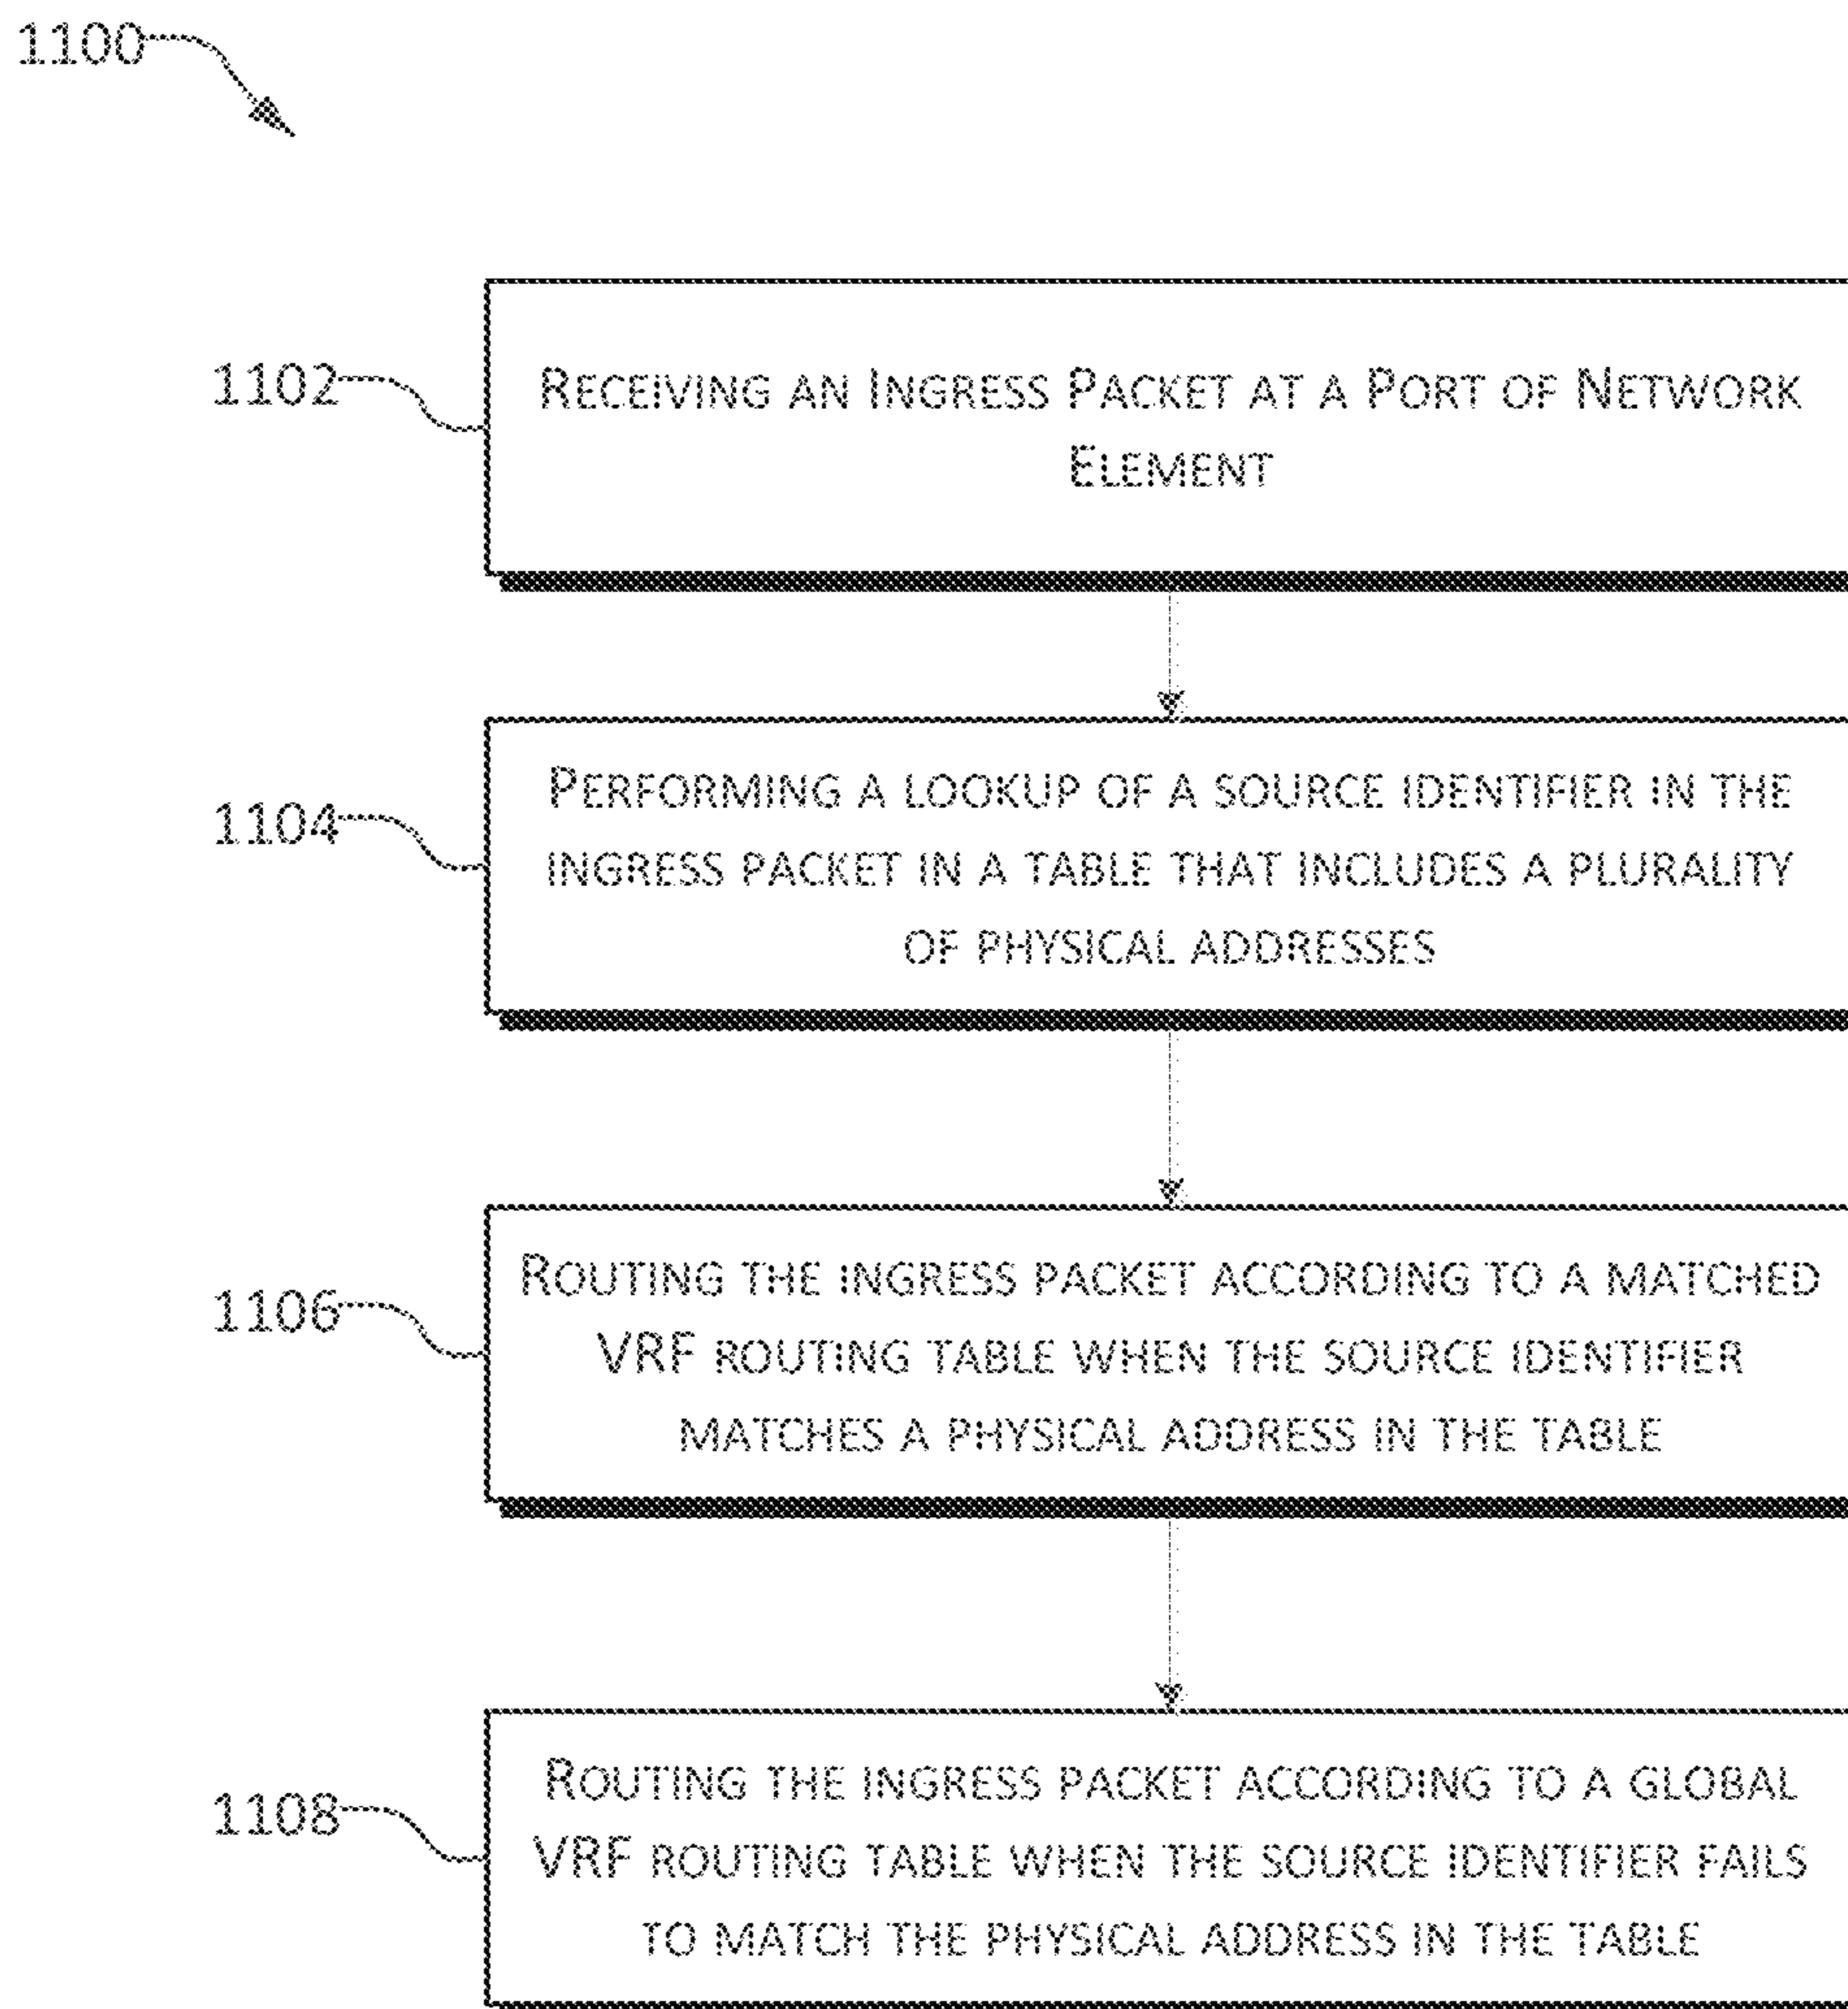 1100
1102
RECEIVING AN INGRESS PACKET AT A PORT OF NETWORK
ELEMENT
1104
PERFORMING A LOOKUP OF A SOURCE IDENTIFIER IN THE
INGRESS PACKET IN A TABLE THAT INCLUDES A PLURALITY
OF PHYSICAL ADDRESSES
1106
ROUTING THE INGRESS PACKET ACCORDING TO A MATCHED
VRF ROUTING TABLE WHEN THE SOURCE IDENTIFIER
MATCHES A PHYSICAL ADDRESS IN THE TABLE
1108
ROUTING THE INGRESS PACKET ACCORDING TO A GLOBAL
VRF ROUTING TABLE WHEN THE SOURCE IDENTIFIER FAILS
TO MATCH THE PHYSICAL ADDRESS IN THE TABLE